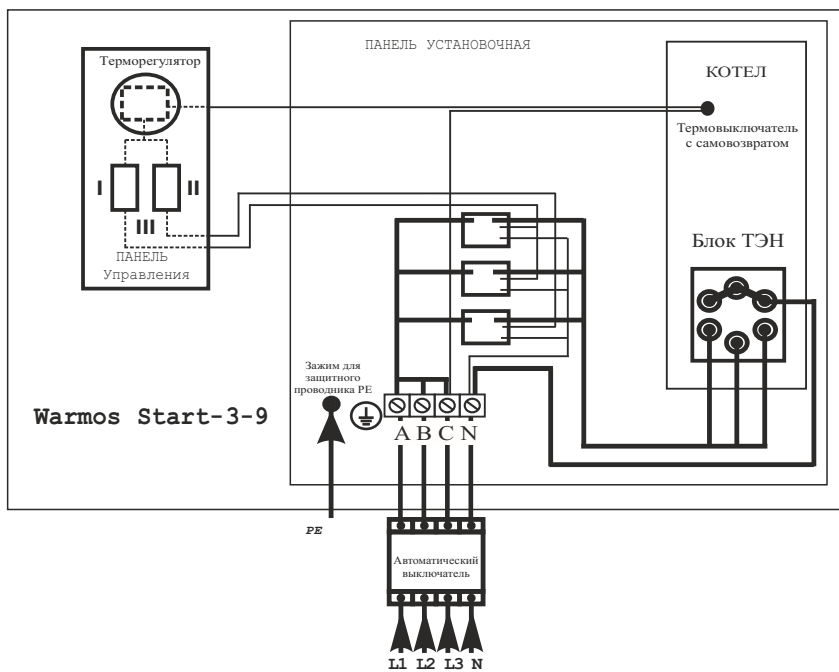 ПАНЕЛЬ УСТАНОВОЧНАЯ
Терморегулятор
КОТЕЛ
Термовыключатель
с самовозвратом
I
II
III
ПАНЕЛЬ
Управления
Блок ТЭН
Зажим для
защитного
проводника PE
Warmos Start-3-9
A B C N
PE
Автоматический
выключатель
L1 L2 L3 N